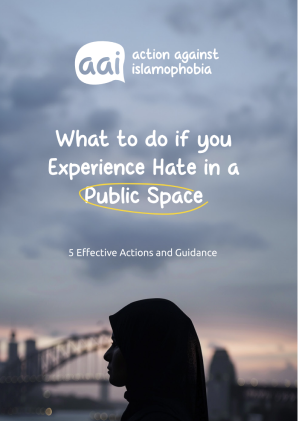 aai
action against
islamophobia
What to do if you
Experience Hate in a
Public Space
5 Effective Actions and Guidance